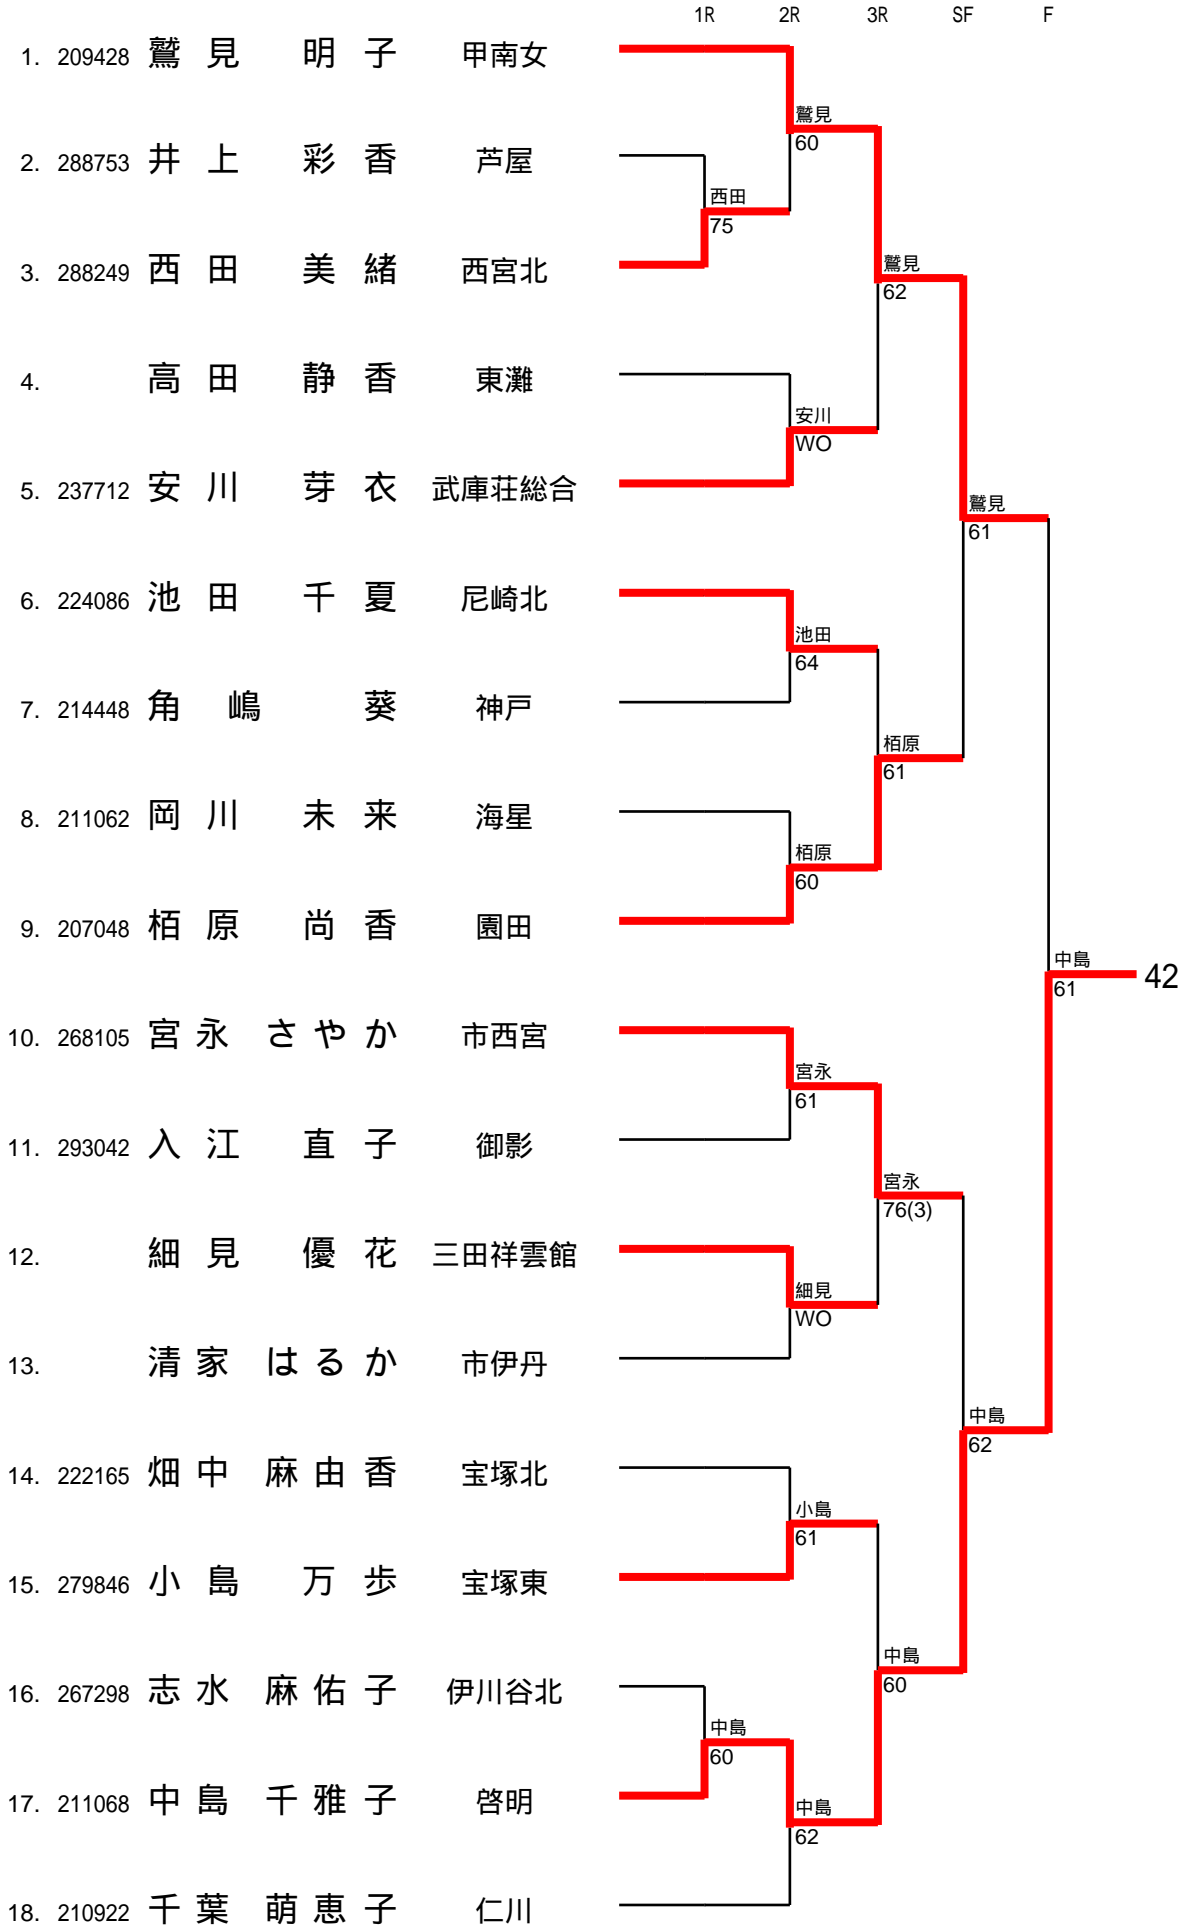 1R 2R 3R SF F
1. 209428 鷲見 明子 甲南女
鷲見
60
2. 288753 井上 彩香 芦屋
西田
75
3. 288249 西田 美緒 西宮北
鷲見
62
4. 高田 静香 東灘
安川
WO
5. 237712 安川 芽衣 武庫荘総合
鷲見
61
6. 224086 池田 千夏 尼崎北
池田
64
7. 214448 角嶋 葵 神戸
栢原
61
8. 211062 岡川 未来 海星
栢原
60
9. 207048 栢原 尚香 園田
中島
61
42
10. 268105 宮永 さやか 市西宮
宮永
61
11. 293042 入江 直子 御影
宮永
76(3)
12. 細見 優花 三田祥雲館
細見
WO
13. 清家 はるか 市伊丹
中島
62
14. 222165 畑中 麻由香 宝塚北
小島
61
15. 279846 小島 万歩 宝塚東
中島
60
16. 267298 志水 麻佑子 伊川谷北
中島
60
17. 211068 中島 千雅子 啓明
中島
62
18. 210922 千葉 萌恵子 仁川